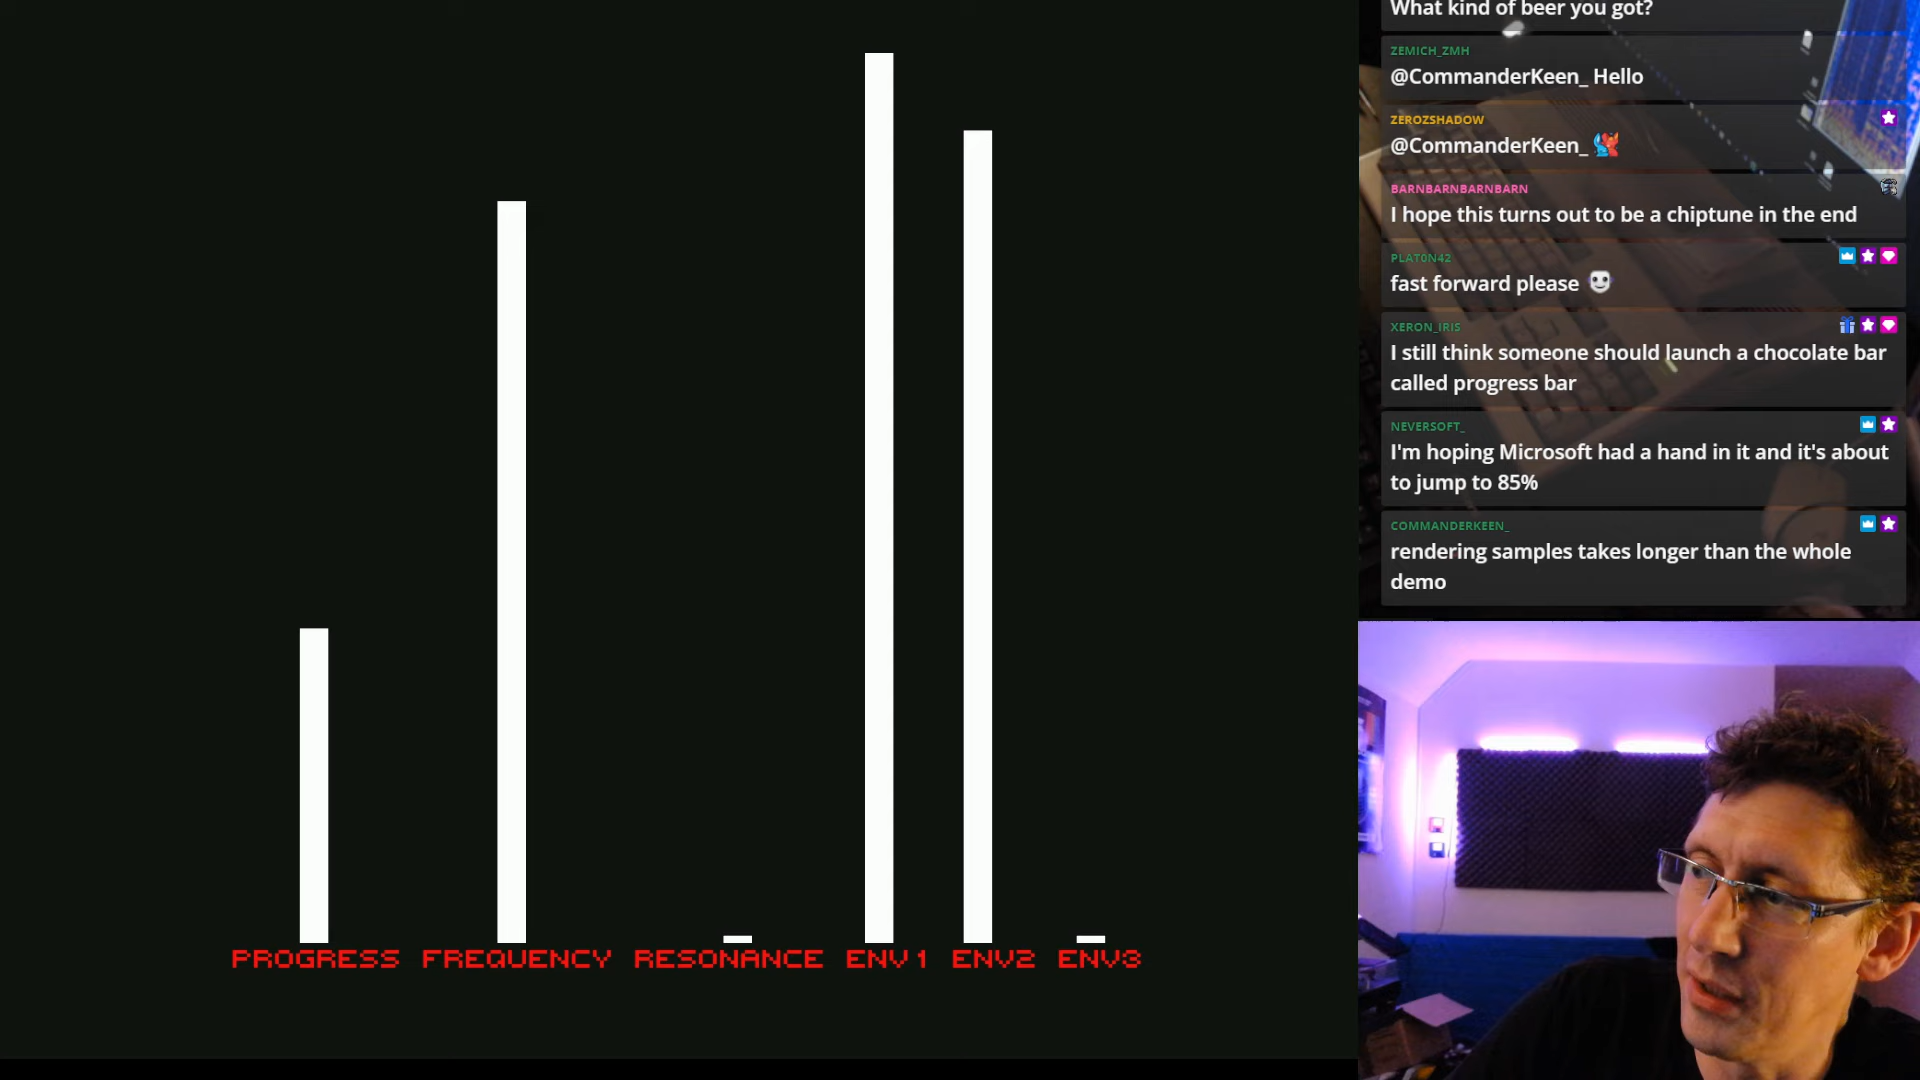 PROGRESS FREQUENCY RESONANCE ENV1 ENV2 ENV3
What kind of beer you got?
ZEMICH_ZMH
@CommanderKeen_ Hello
ZEROZSHADOW
@CommanderKeen_
BARNBARNBARNBARN
I hope this turns out to be a chiptune in the end
PLAT0N42
fast forward please
XERON_IRIS
I still think someone should launch a chocolate bar
called progress bar
NEVERSOFT_
I'm hoping Microsoft had a hand in it and it's about
to jump to 85%
COMMANDERKEEN_
rendering samples takes longer than the whole
demo